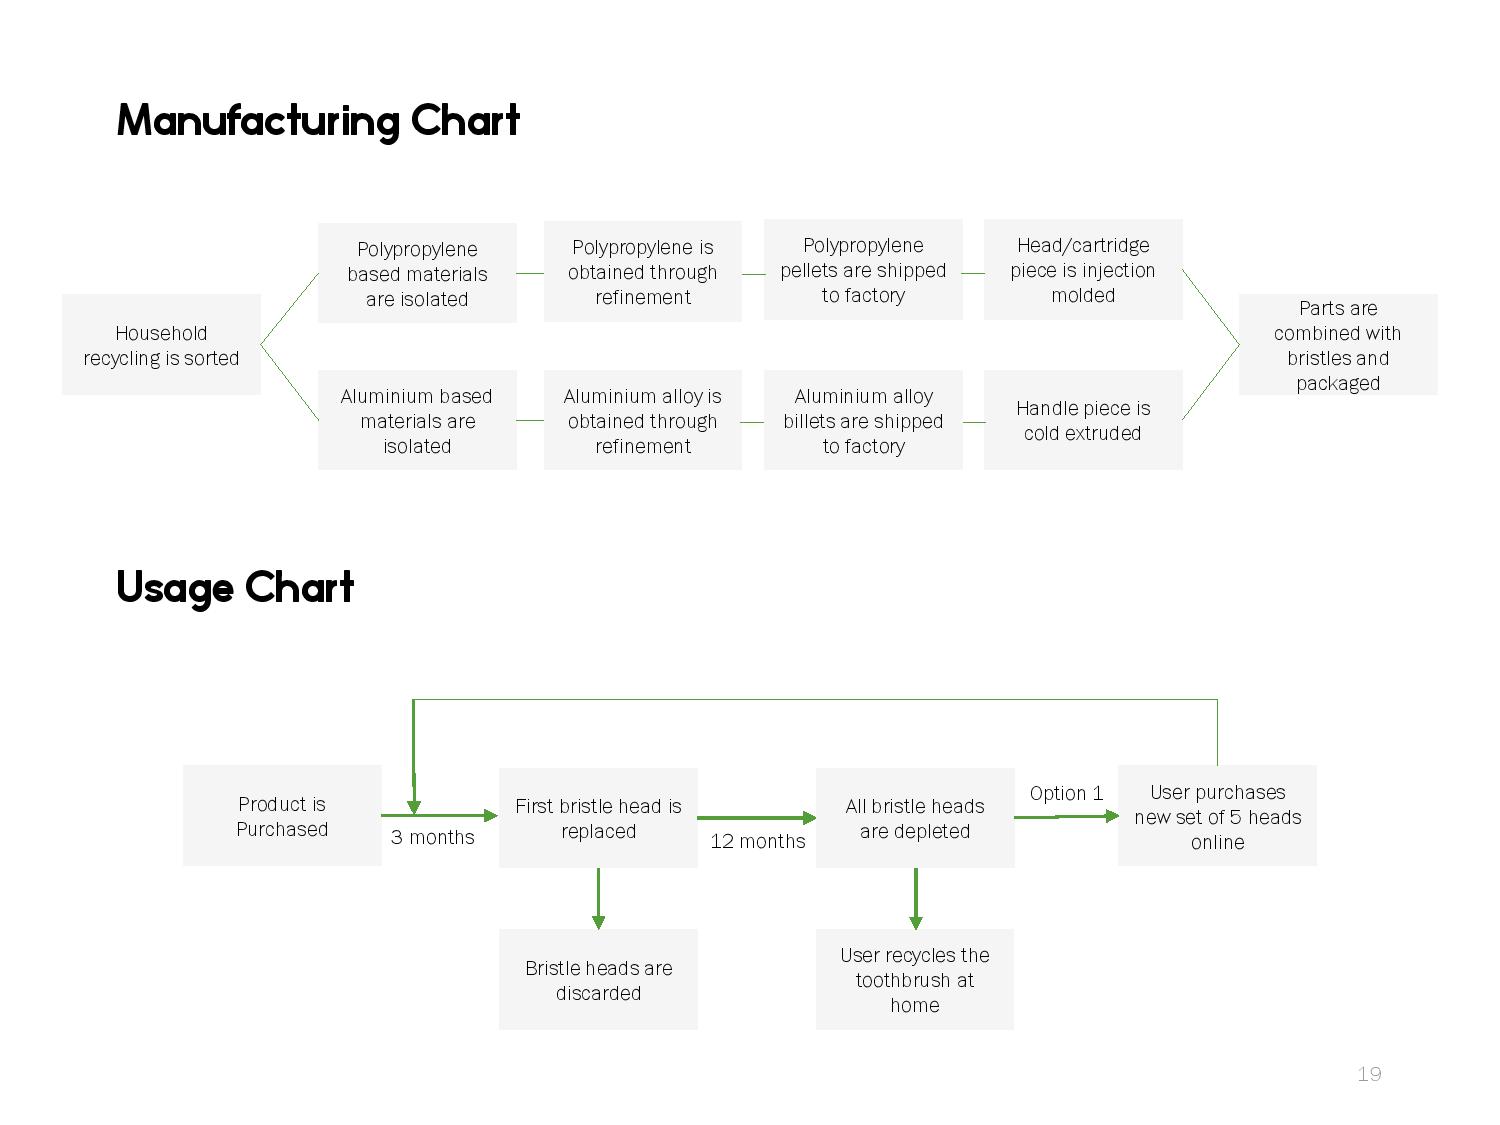 Manufacturing Chart
Household
recycling is sorted
Polypropylene
based materials
are isolated
Polypropylene is
obtained through
refinement
Polypropylene
pellets are shipped
to factory
Head/cartridge
piece is injection
molded
Aluminium based
materials are
isolated
Aluminium alloy is
obtained through
refinement
Aluminium alloy
billets are shipped
to factory
Handle piece is
cold extruded
Parts are
combined with
bristles and
packaged
Usage Chart
Product is
Purchased
3 months
First bristle head is
replaced
12 months
All bristle heads
are depleted
Option 1
User purchases
new set of 5 heads
online
Bristle heads are
discarded
User recycles the
toothbrush at
home
19